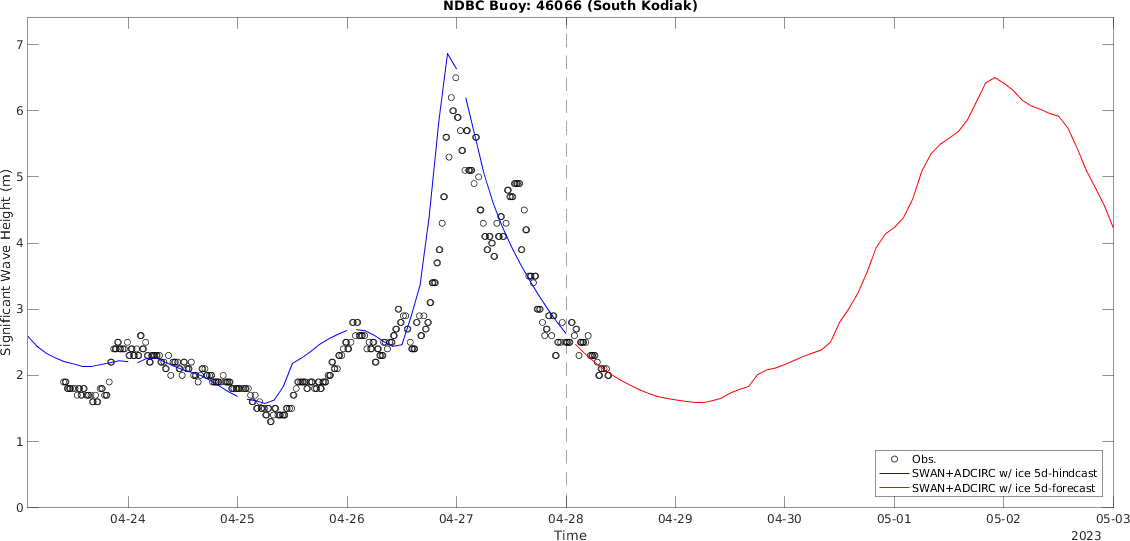 NDBC Buoy: 46066 (South Kodiak)
Significant Wave Height (m)
7
6
5
4
3
2
1
0
Obs.
SWAN+ADCIRC w/ ice 5d-hindcast
SWAN+ADCIRC w/ ice 5d-forecast
04-24 04-25 04-26 04-27 04-28 04-29 04-30 05-01 05-02 05-03
Time
2023